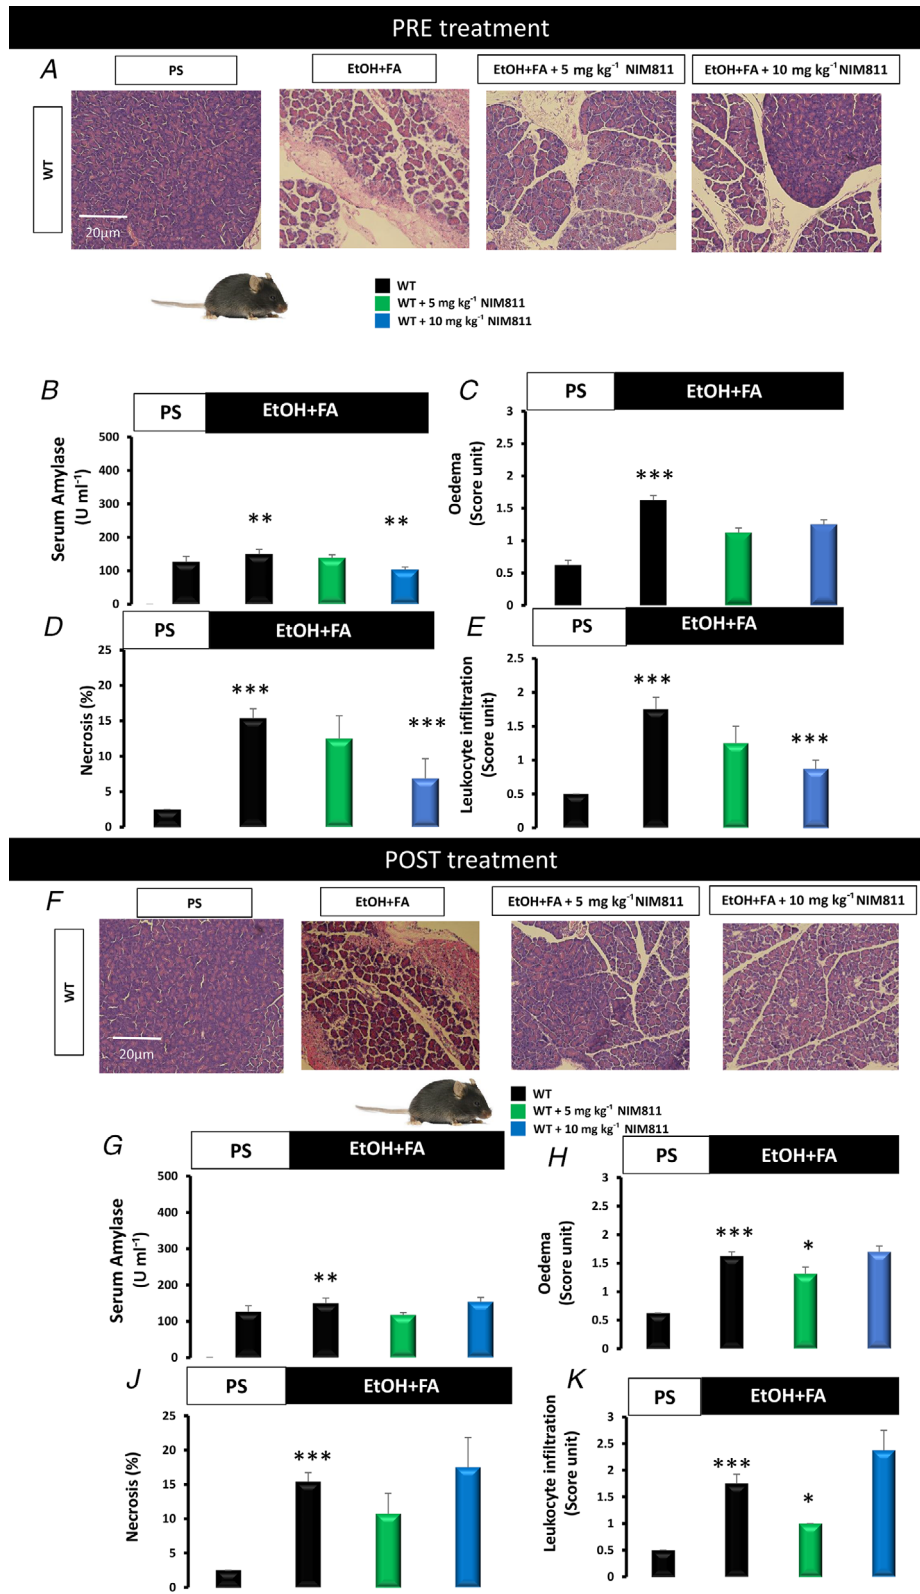 PRE treatment
A
PS
EtOH+FA
EtOH+FA + 5 mg kg⁻¹ NIM811
EtOH+FA + 10 mg kg⁻¹ NIM811
WT
20μm
WT
WT + 5 mg kg⁻¹ NIM811
WT + 10 mg kg⁻¹ NIM811
B
PS
EtOH+FA
Serum Amylase
(U ml⁻¹)
500
400
300
200
100
0
**
**
C
PS
EtOH+FA
Oedema
(Score unit)
3
2.5
2
1.5
1
0.5
0
***
D
PS
EtOH+FA
Necrosis (%)
25
20
15
10
5
0
***
***
E
PS
EtOH+FA
Leukocyte infiltration
(Score unit)
2.5
2
1.5
1
0.5
0
***
***
POST treatment
F
PS
EtOH+FA
EtOH+FA + 5 mg kg⁻¹ NIM811
EtOH+FA + 10 mg kg⁻¹ NIM811
WT
20μm
WT
WT + 5 mg kg⁻¹ NIM811
WT + 10 mg kg⁻¹ NIM811
G
PS
EtOH+FA
Serum Amylase
(U ml⁻¹)
500
400
300
200
100
0
**
H
PS
EtOH+FA
Oedema
(Score unit)
3
2.5
2
1.5
1
0.5
0
***
*
J
PS
EtOH+FA
Necrosis (%)
25
20
15
10
5
0
***
K
PS
EtOH+FA
Leukocyte infiltration
(Score unit)
3
2.5
2
1.5
1
0.5
0
***
*